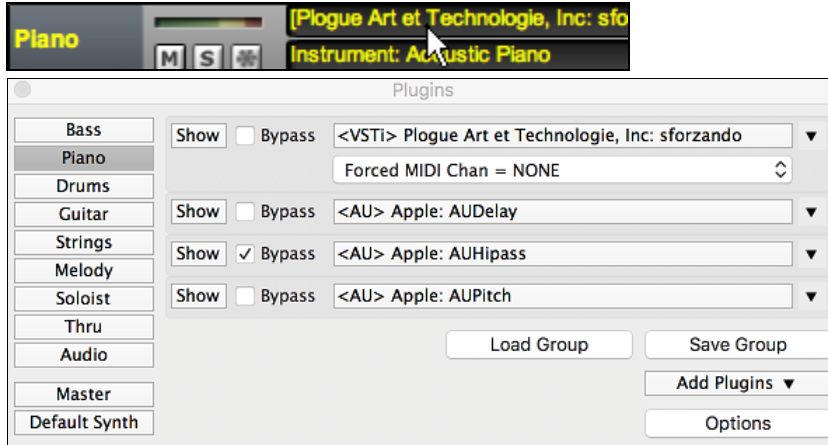 Piano
[Plogue Art et Technologie, Inc: sfo
M S
Instrument: Acoustic Piano
Plugins
Bass
Piano
Drums
Guitar
Strings
Melody
Soloist
Thru
Audio
Master
Default Synth
Show Bypass <VSTi> Plogue Art et Technologie, Inc: sforzando
Forced MIDI Chan = NONE
Show Bypass <AU> Apple: AUDelay
Show Bypass <AU> Apple: AUHipass
Show Bypass <AU> Apple: AUPitch
Load Group
Save Group
Add Plugins
Options